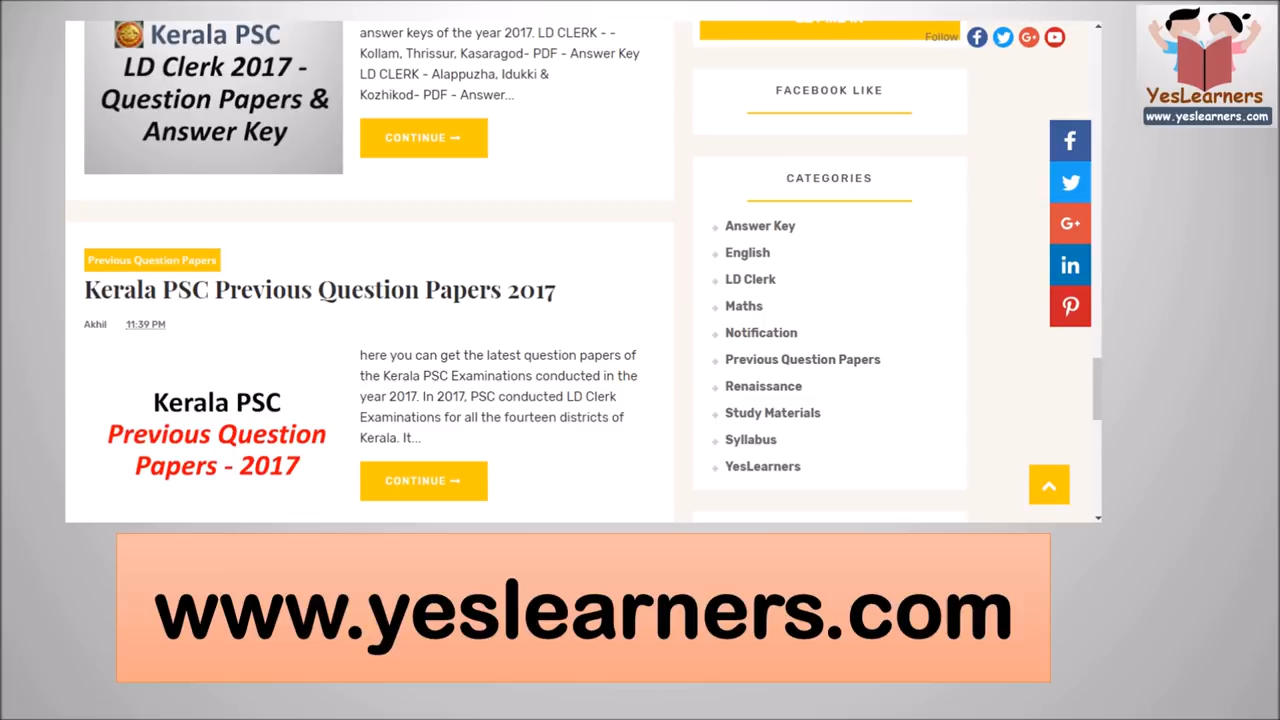 Kerala PSC
LD Clerk 2017 -
Question Papers &
Answer Key
answer keys of the year 2017. LD CLERK - -
Kollam, Thrissur, Kasaragod- PDF - Answer Key
LD CLERK - Alappuzha, Idukki &
Kozhikod- PDF - Answer...
CONTINUE
Previous Question Papers
Kerala PSC Previous Question Papers 2017
Akhil 11:39 PM
Kerala PSC
Previous Question
Papers - 2017
here you can get the latest question papers of
the Kerala PSC Examinations conducted in the
year 2017. In 2017, PSC conducted LD Clerk
Examinations for all the fourteen districts of
Kerala. It...
CONTINUE
Follow
FACEBOOK LIKE
CATEGORIES
Answer Key
English
LD Clerk
Maths
Notification
Previous Question Papers
Renaissance
Study Materials
Syllabus
YesLearners
YesLearners
www.yeslearners.com
www.yeslearners.com